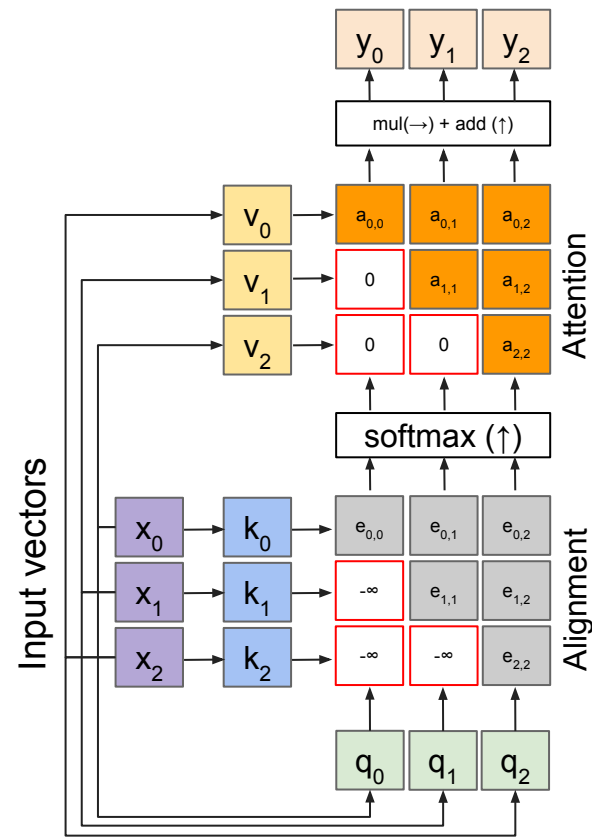 y0 y1 y2
mul(→) + add (↑)
v0 a0,0 a0,1 a0,2
v1 0 a1,1 a1,2
v2 0 0 a2,2
Attention
softmax (↑)
Input vectors
x0 k0 e0,0 e0,1 e0,2
x1 k1 -∞ e1,1 e1,2
x2 k2 -∞ -∞ e2,2
Alignment
q0 q1 q2